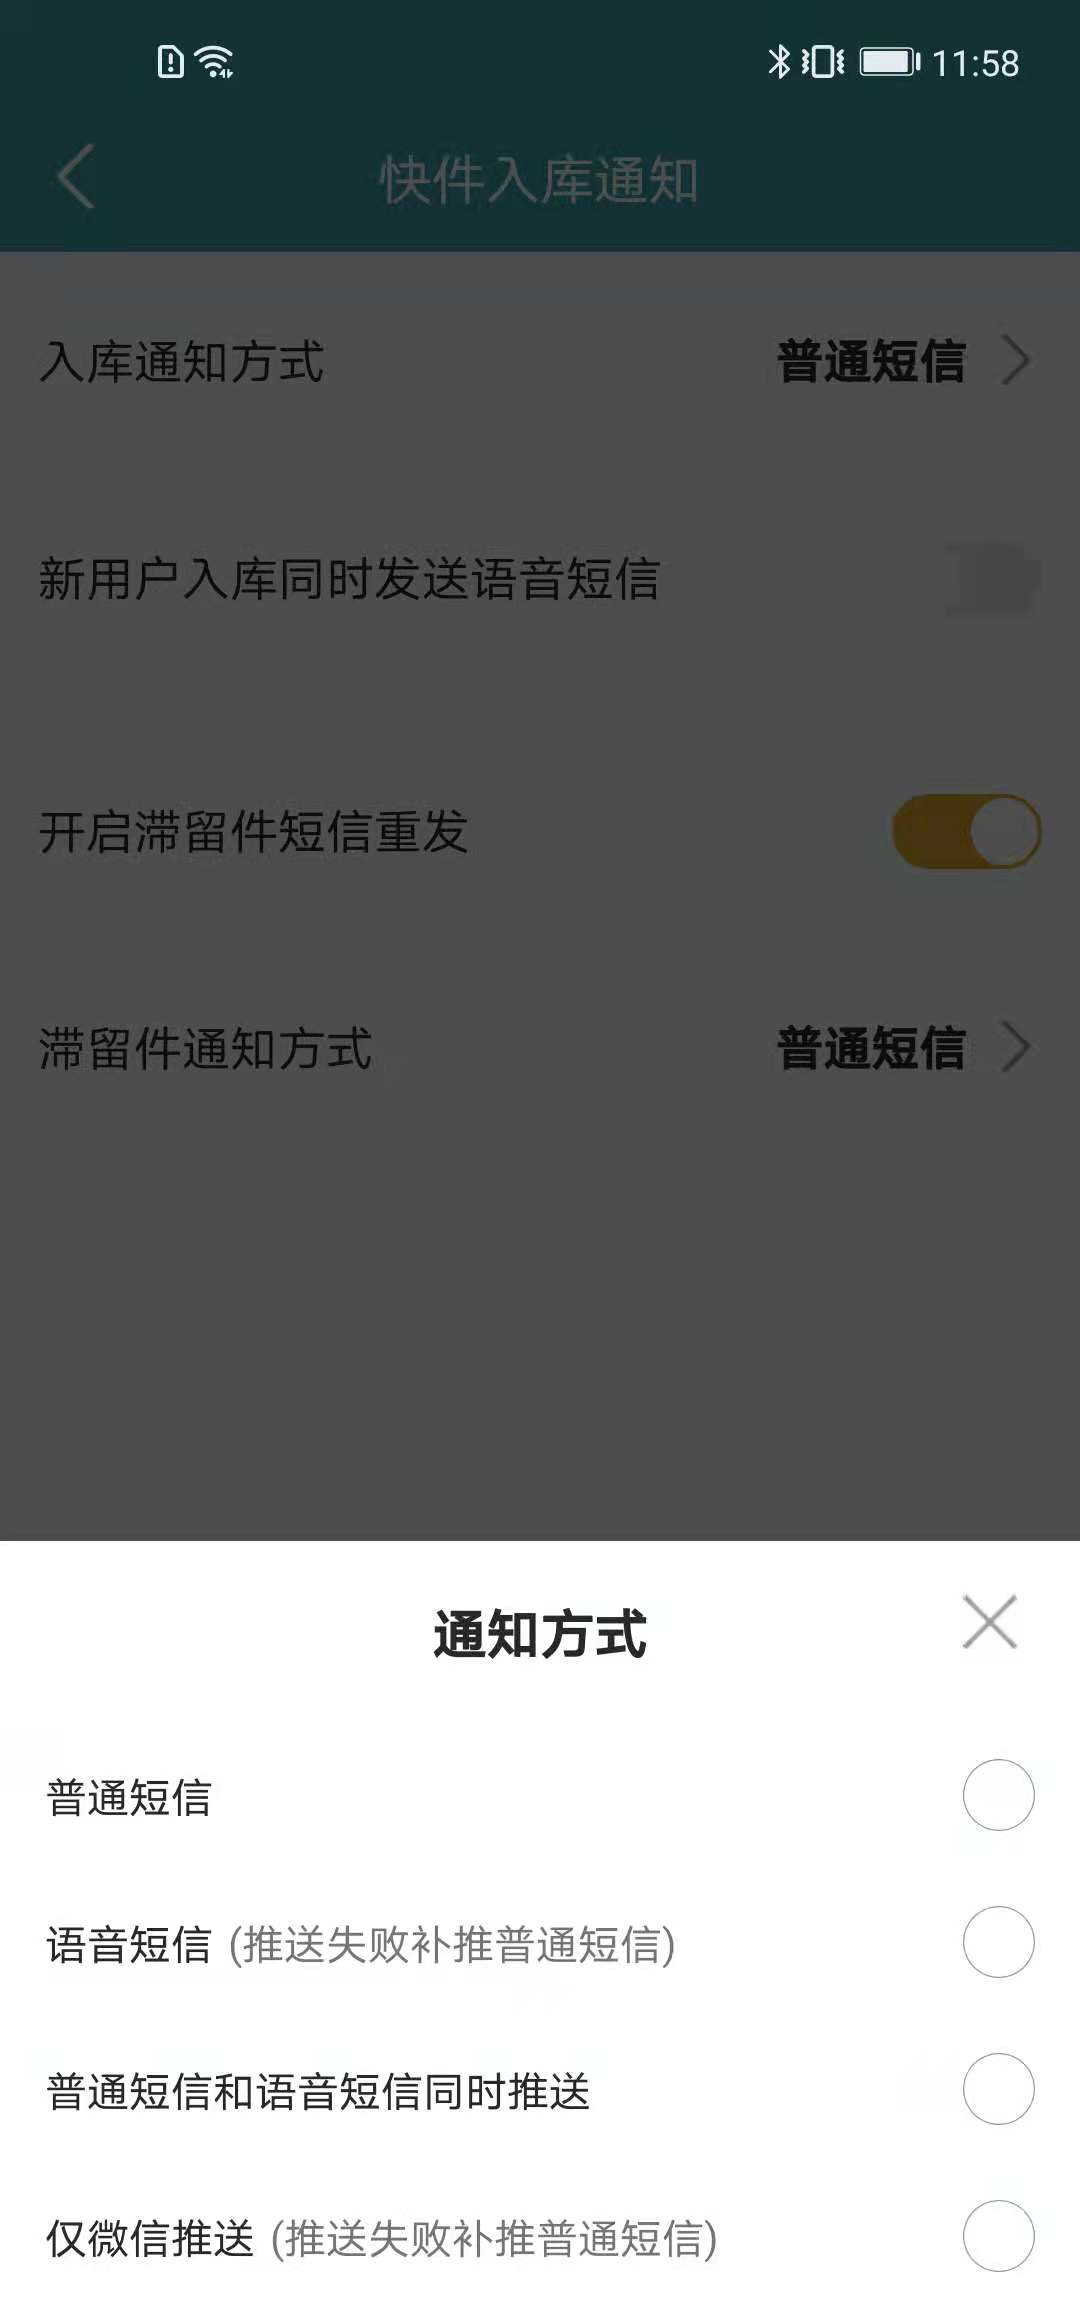 11:58
快件入库通知
入库通知方式 普通短信
新用户入库同时发送语音短信
开启滞留件短信重发
滞留件通知方式 普通短信
通知方式
普通短信
语音短信 (推送失败补推普通短信)
普通短信和语音短信同时推送
仅微信推送 (推送失败补推普通短信)